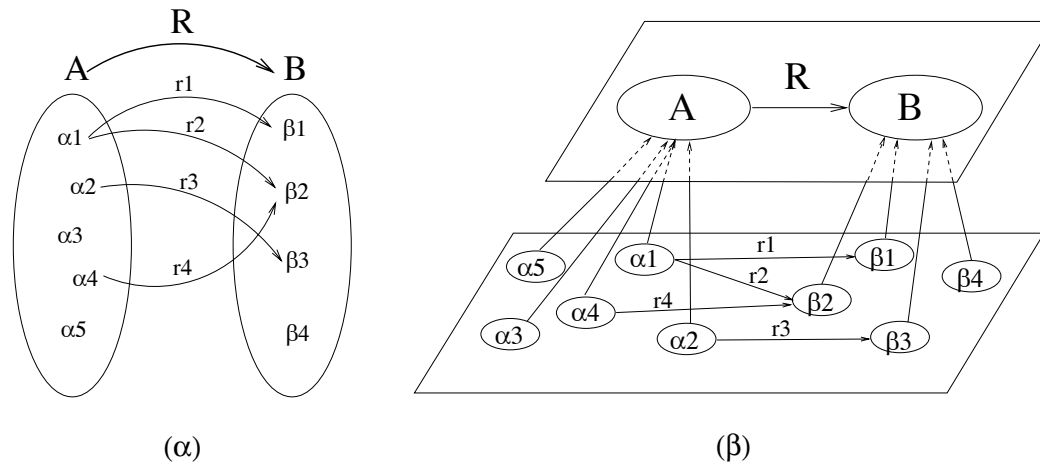 R
A B
r1
α1 r2 β1
α2 r3 β2
α3
α4 r4 β3
α5 β4
(α)
R
A B
α5 α1 r1 β1
r2 β4
α4 r4 β2
α3 α2 r3 β3
(β)